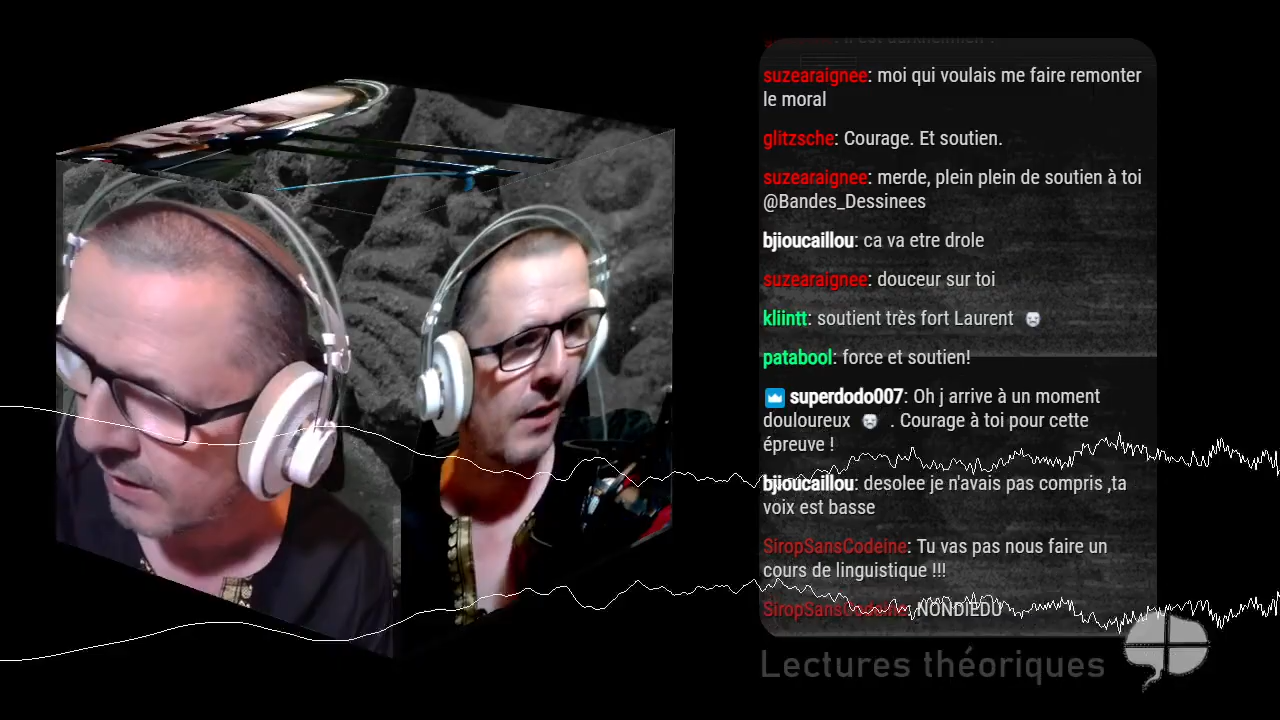 suzearaignee: moi qui voulais me faire remonter
le moral
glitzsche: Courage. Et soutien.
suzearaignee: merde, plein plein de soutien à toi
@Bandes_Dessinees
bjioucaillou: ca va etre drole
suzearaignee: douceur sur toi
kliintt: soutient très fort Laurent
patabool: force et soutien!
superdodo007: Oh j arrive à un moment
douloureux . Courage à toi pour cette
épreuve !
bjioucaillou: desolee je n'avais pas compris ,ta
voix est basse
SiropSansCodeine: Tu vas pas nous faire un
cours de linguistique !!!
SiropSansCodeine: NONDIEDU
Lectures théoriques